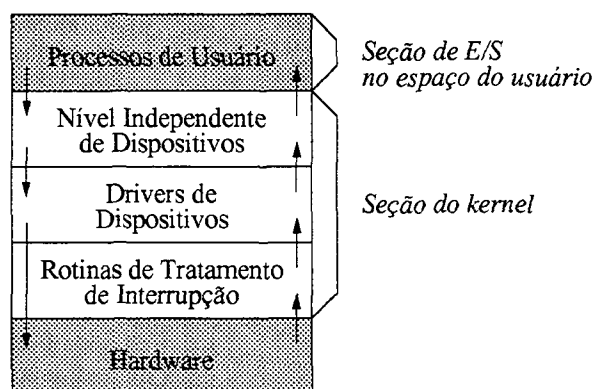 Processos de Usuário
Seção de E/S
no espaço do usuário
Nível Independente
de Dispositivos
Drivers de
Dispositivos
Seção do kernel
Rotinas de Tratamento
de Interrupção
Hardware